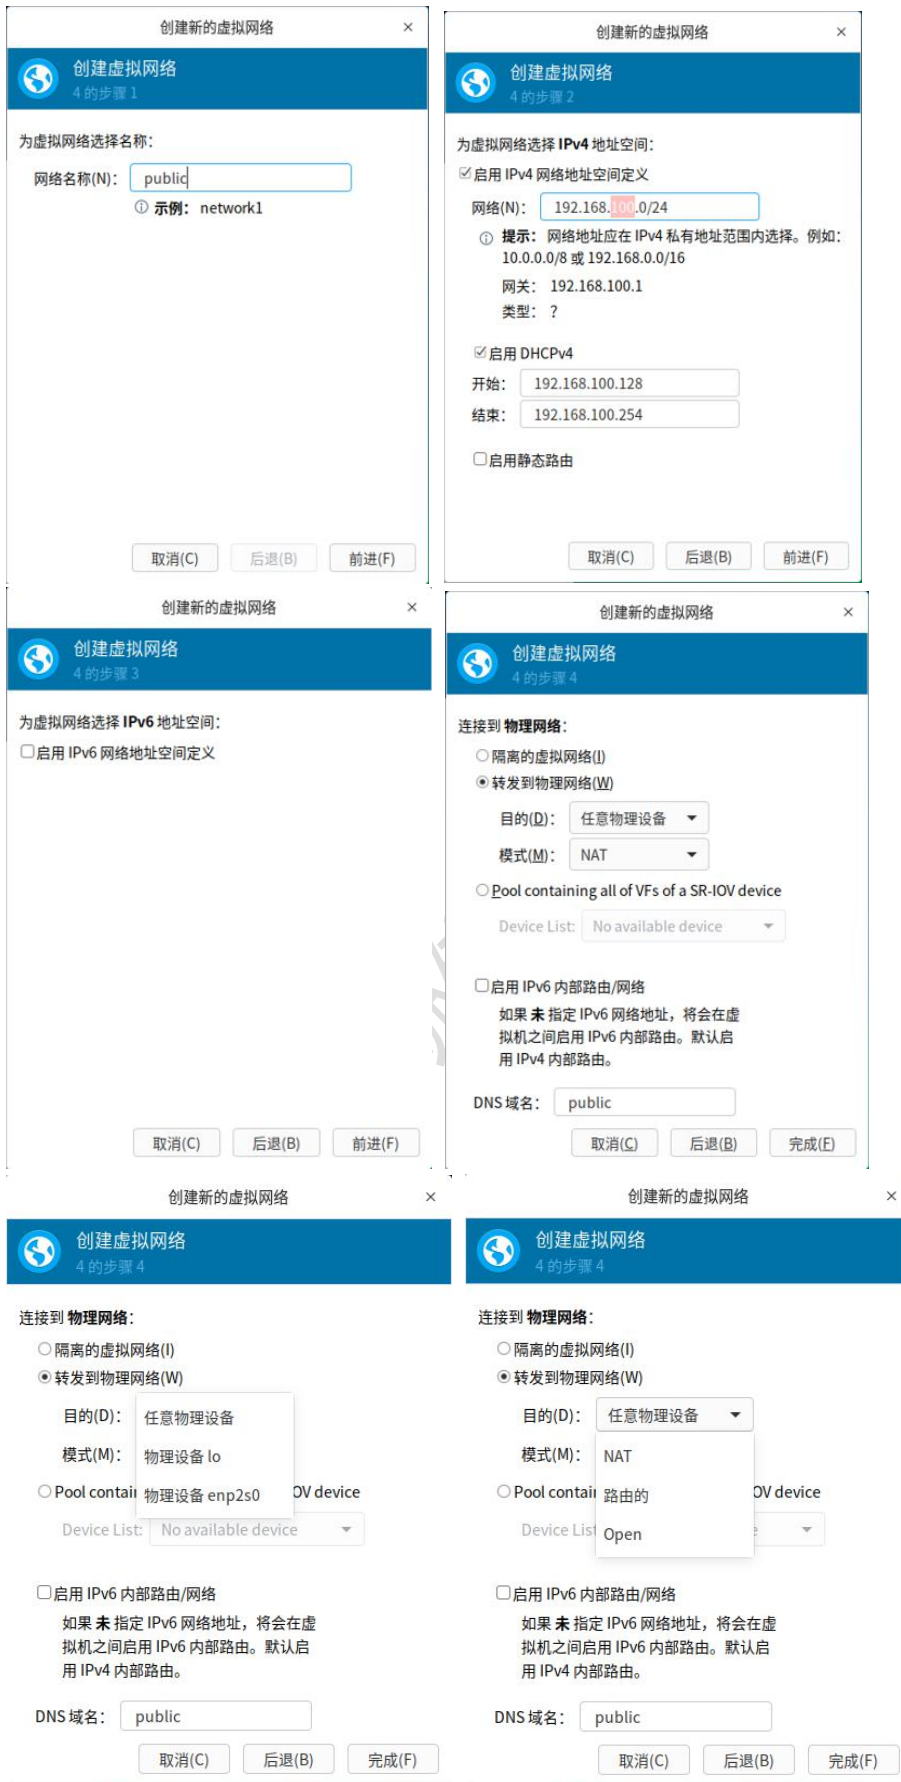 创建新的虚拟网络
创建虚拟网络
4 的步骤 1
为虚拟网络选择名称：
网络名称(N)： public
示例： network1
取消(C) 后退(B) 前进(F)
创建新的虚拟网络
创建虚拟网络
4 的步骤 2
为虚拟网络选择 IPv4 地址空间：
启用 IPv4 网络地址空间定义
网络(N)： 192.168.100.0/24
提示： 网络地址应在 IPv4 私有地址范围内选择。例如：
10.0.0.0/8 或 192.168.0.0/16
网关： 192.168.100.1
类型： ?
启用 DHCPv4
开始： 192.168.100.128
结束： 192.168.100.254
启用静态路由
取消(C) 后退(B) 前进(F)
创建新的虚拟网络
创建虚拟网络
4 的步骤 3
为虚拟网络选择 IPv6 地址空间：
启用 IPv6 网络地址空间定义
取消(C) 后退(B) 前进(F)
创建新的虚拟网络
创建虚拟网络
4 的步骤 4
连接到 物理网络：
隔离的虚拟网络(I)
转发到物理网络(W)
目的(D)： 任意物理设备
模式(M)： NAT
Pool containing all of VFs of a SR-IOV device
Device List: No available device
启用 IPv6 内部路由/网络
如果 未 指定 IPv6 网络地址，将会在虚
拟机之间启用 IPv6 内部路由。默认启
用 IPv4 内部路由。
DNS 域名： public
取消(C) 后退(B) 完成(F)
创建新的虚拟网络
创建虚拟网络
4 的步骤 4
连接到 物理网络：
隔离的虚拟网络(I)
转发到物理网络(W)
目的(D)： 任意物理设备
模式(M)： 物理设备 lo
Pool contai 物理设备 enp2s0 OV device
Device List: No available device
启用 IPv6 内部路由/网络
如果 未 指定 IPv6 网络地址，将会在虚
拟机之间启用 IPv6 内部路由。默认启
用 IPv4 内部路由。
DNS 域名： public
取消(C) 后退(B) 完成(F)
创建新的虚拟网络
创建虚拟网络
4 的步骤 4
连接到 物理网络：
隔离的虚拟网络(I)
转发到物理网络(W)
目的(D)： 任意物理设备
模式(M)： NAT
Pool contai 路由的 OV device
Device List Open
启用 IPv6 内部路由/网络
如果 未 指定 IPv6 网络地址，将会在虚
拟机之间启用 IPv6 内部路由。默认启
用 IPv4 内部路由。
DNS 域名： public
取消(C) 后退(B) 完成(F)